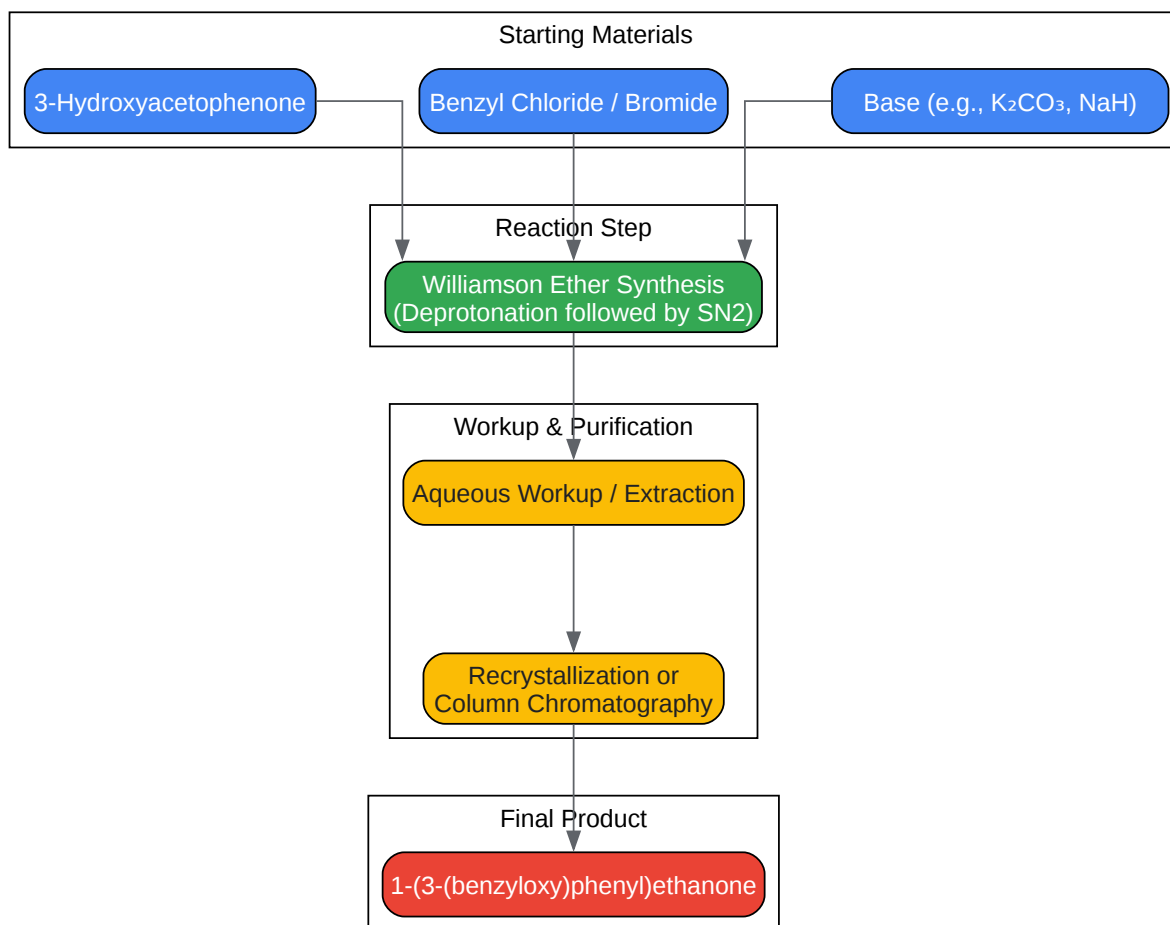 Starting Materials
3-Hydroxyacetophenone
Benzyl Chloride / Bromide
Base (e.g., K₂CO₃, NaH)
Reaction Step
Williamson Ether Synthesis
(Deprotonation followed by SN2)
Workup & Purification
Aqueous Workup / Extraction
Recrystallization or
Column Chromatography
Final Product
1-(3-(benzyloxy)phenyl)ethanone